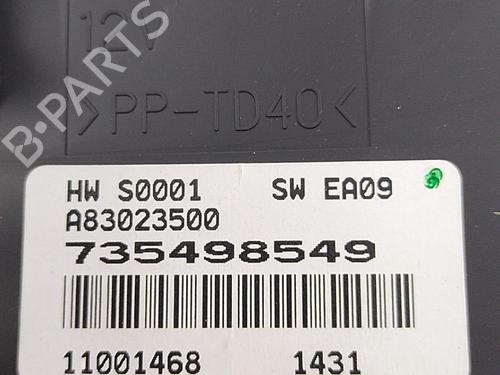 12V
>PP-TD40<
B-PARTS
HW S0001 SW EA09
A83023500
735498549
11001468 1431